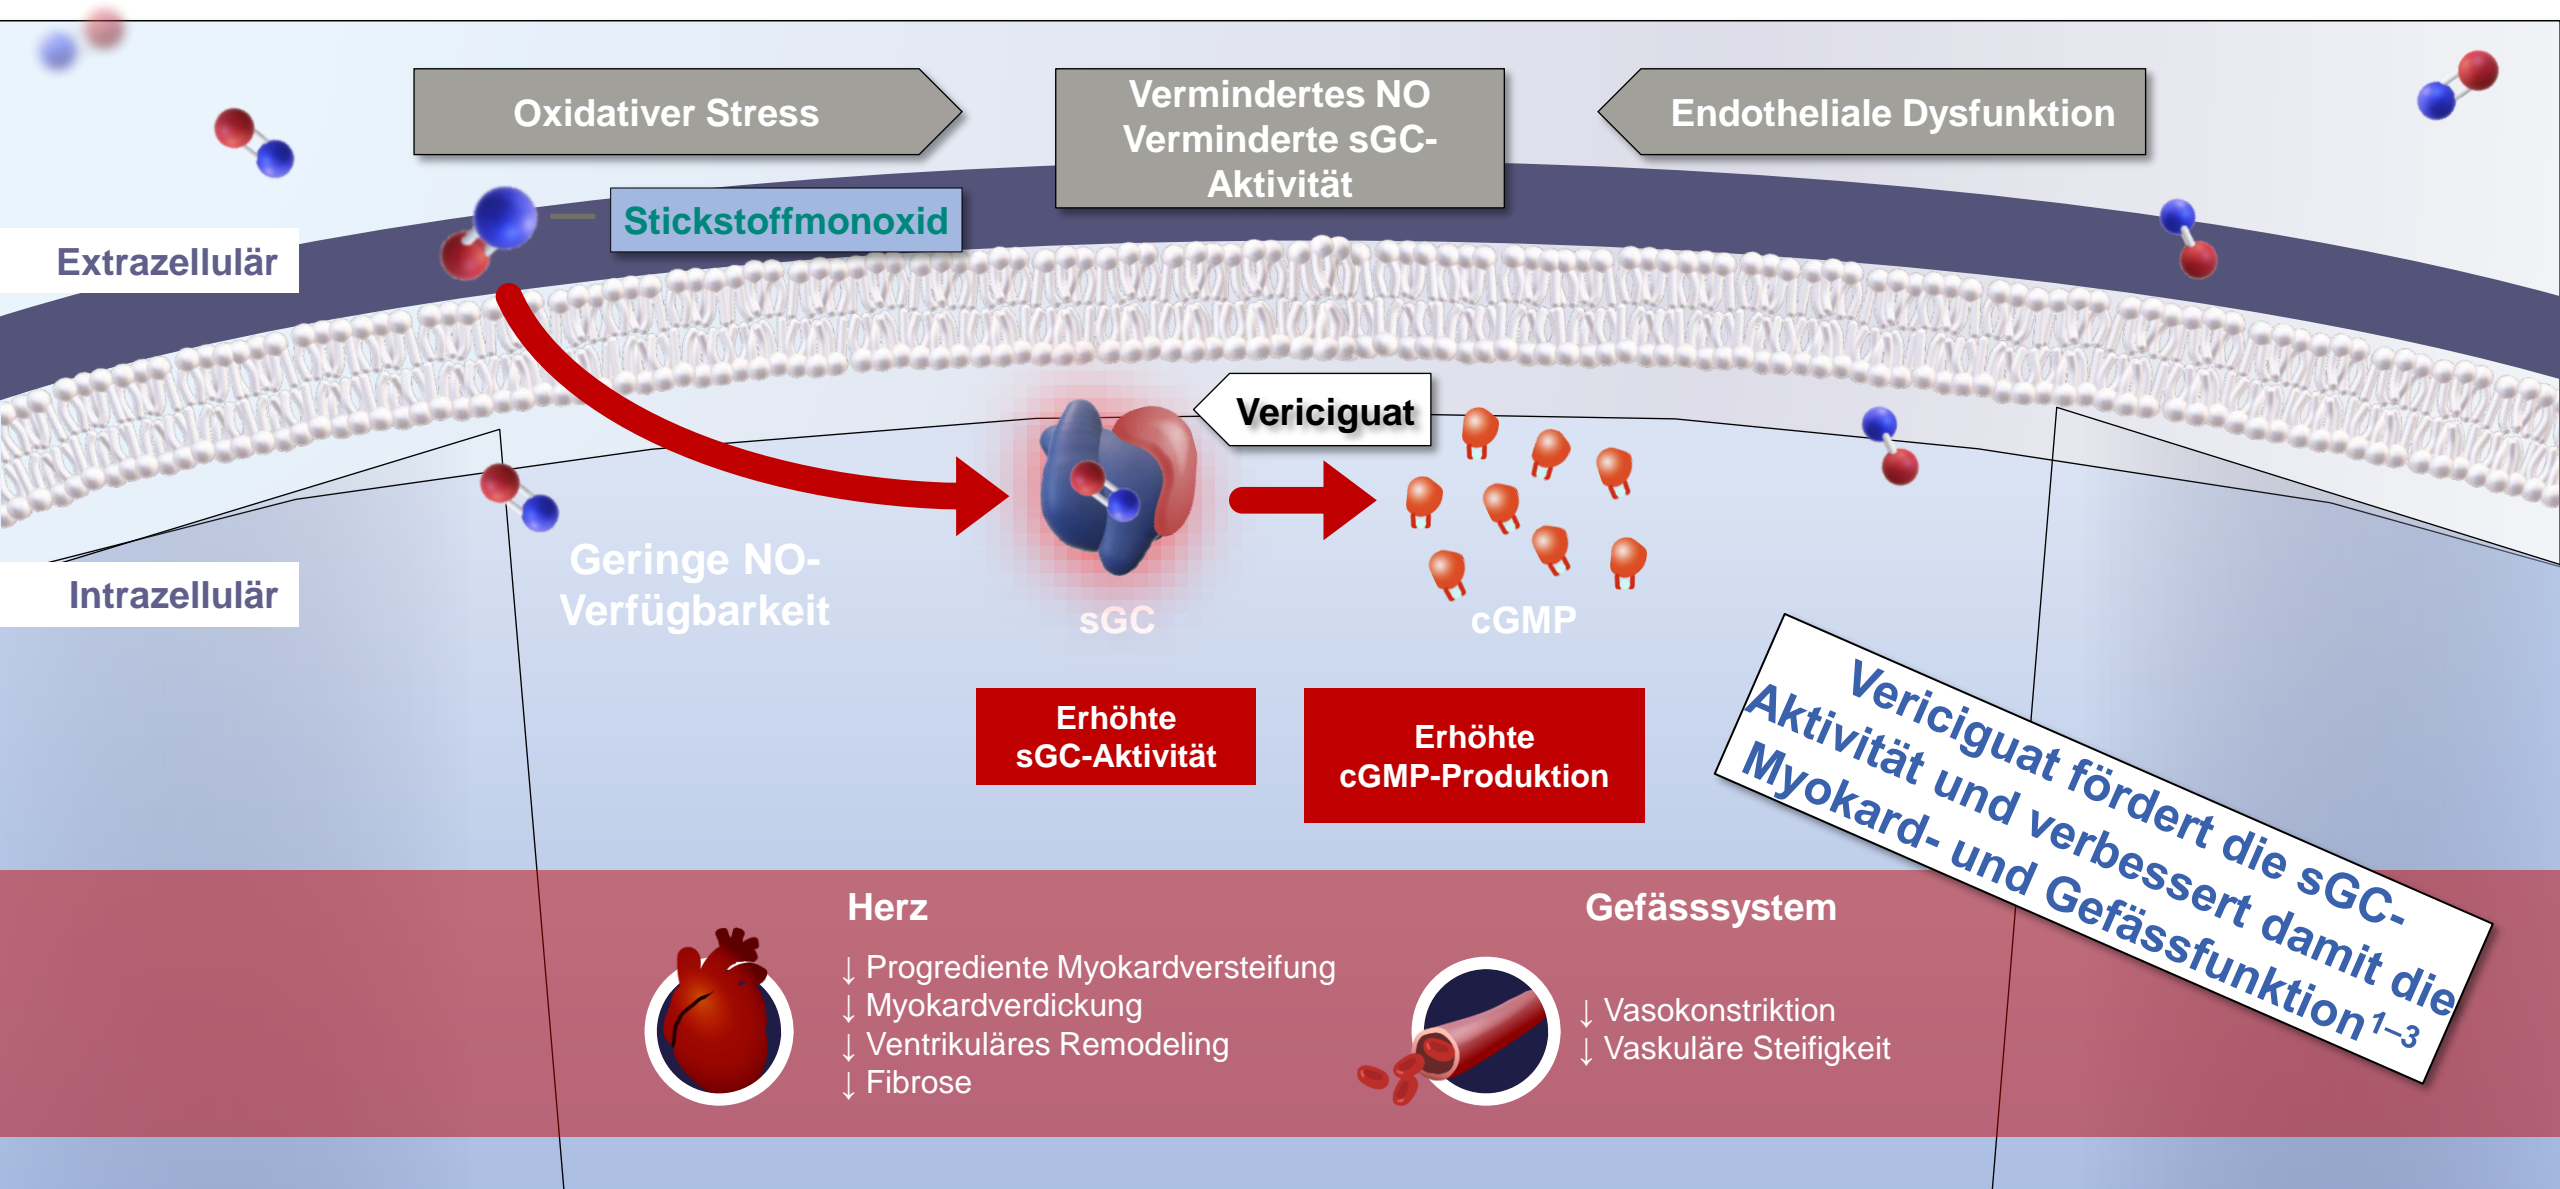 Oxidativer Stress
Vermindertes NO
Verminderte sGC-
Aktivität
Endotheliale Dysfunktion
Stickstoffmonoxid
Extrazellulär
Vericiguat
Geringe NO-
Verfügbarkeit
sGC
cGMP
Intrazellulär
Erhöhte
sGC-Aktivität
Erhöhte
cGMP-Produktion
Vericiguat fördert die sGC-
Aktivität und verbessert damit die
Myokard- und Gefässfunktion¹⁻³
Herz
↓ Progrediente Myokardversteifung
↓ Myokardverdickung
↓ Ventrikuläres Remodeling
↓ Fibrose
Gefässsystem
↓ Vasokonstriktion
↓ Vaskuläre Steifigkeit